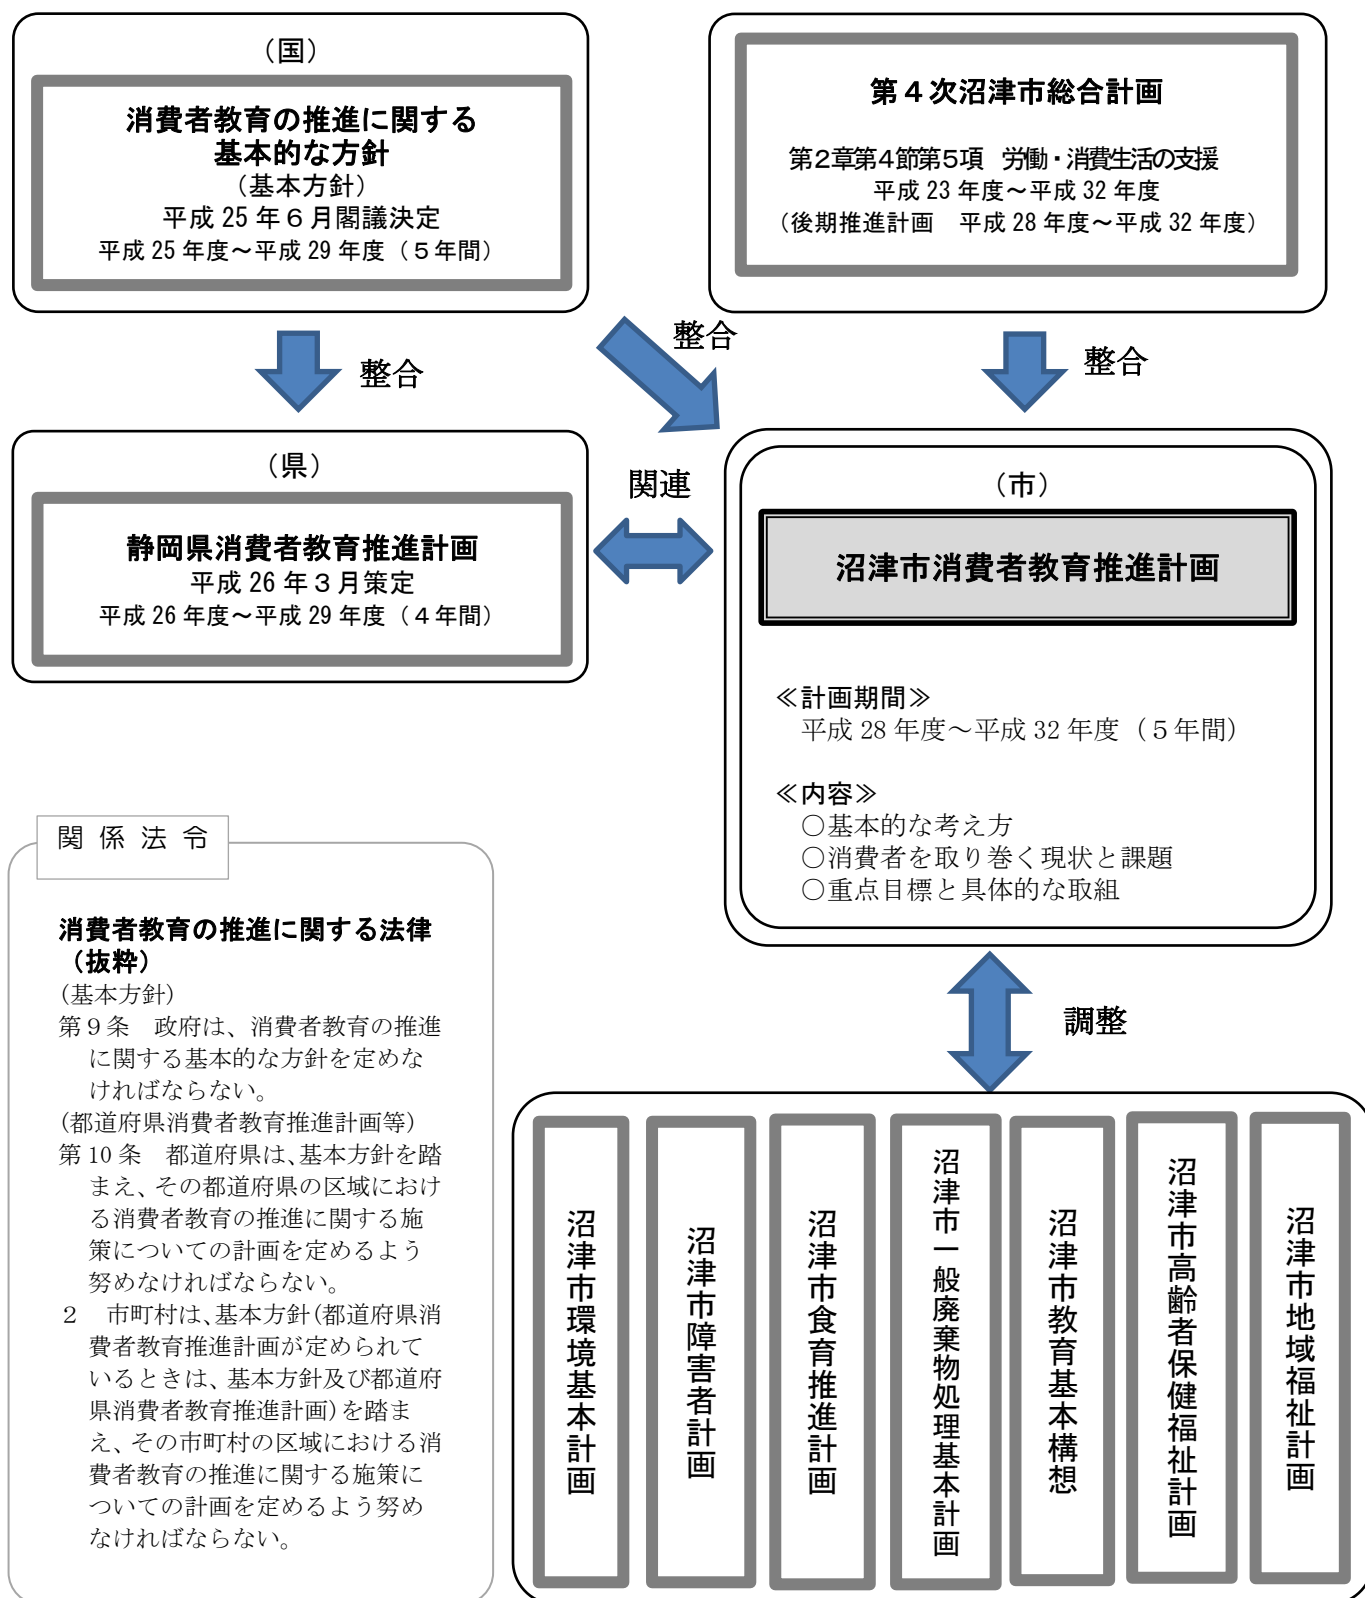 （国）
消費者教育の推進に関する
基本的な方針
（基本方針）
平成 25 年６月閣議決定
平成 25 年度～平成 29 年度（５年間）
第４次沼津市総合計画
第２章第４節第５項　労働・消費生活の支援
平成 23 年度～平成 32 年度
（後期推進計画　平成 28 年度～平成 32 年度）
整合
整合
整合
（県）
静岡県消費者教育推進計画
平成 26 年３月策定
平成 26 年度～平成 29 年度（４年間）
関連
（市）
沼津市消費者教育推進計画
≪計画期間≫
平成 28 年度～平成 32 年度（５年間）
≪内容≫
○基本的な考え方
○消費者を取り巻く現状と課題
○重点目標と具体的な取組
関 係 法 令
消費者教育の推進に関する法律
（抜粋）
(基本方針)
第９条　政府は、消費者教育の推進
に関する基本的な方針を定めな
ければならない。
(都道府県消費者教育推進計画等)
第 10 条　都道府県は、基本方針を踏
まえ、その都道府県の区域におけ
る消費者教育の推進に関する施
策についての計画を定めるよう
努めなければならない。
２　市町村は、基本方針(都道府県消
費者教育推進計画が定められて
いるときは、基本方針及び都道府
県消費者教育推進計画)を踏ま
え、その市町村の区域における消
費者教育の推進に関する施策に
ついての計画を定めるよう努め
なければならない。
調整
沼津市環境基本計画
沼津市障害者計画
沼津市食育推進計画
沼津市一般廃棄物処理基本計画
沼津市教育基本構想
沼津市高齢者保健福祉計画
沼津市地域福祉計画